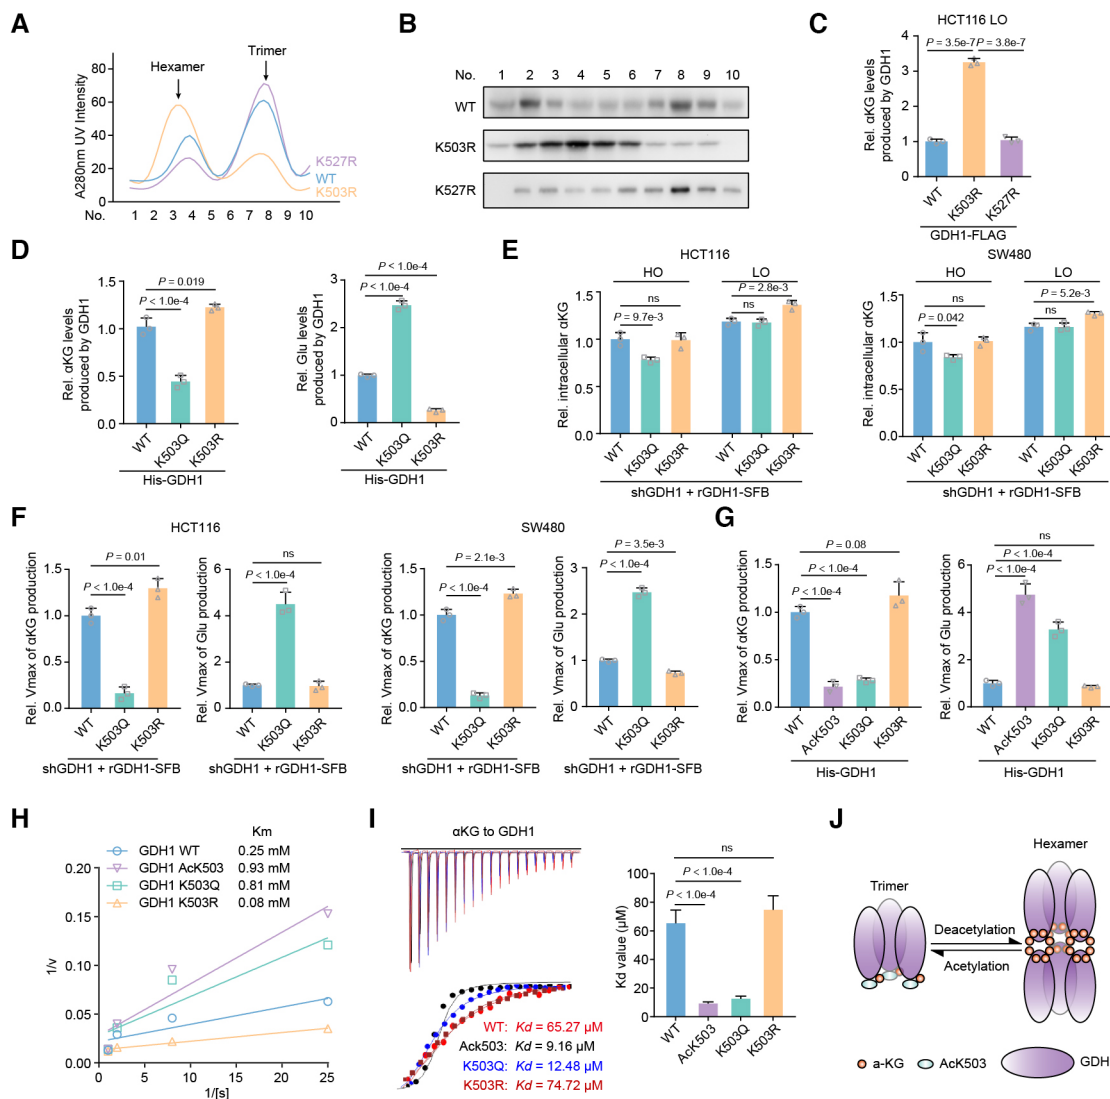 A
Hexamer
Trimer
A280nm UV Intensity
80
60
40
20
0
K527R
WT
K503R
No. 1 2 3 4 5 6 7 8 9 10
B
No. 1 2 3 4 5 6 7 8 9 10
WT
K503R
K527R
C
HCT116 LO
P = 3.5e-7 P = 3.8e-7
Rel. αKG levels
produced by GDH1
4
3
2
1
0
WT
K503R
K527R
GDH1-FLAG
D
P = 0.019
P < 1.0e-4
Rel. αKG levels
produced by GDH1
1.5
1.0
0.5
0.0
WT
K503Q
K503R
His-GDH1
P < 1.0e-4
P < 1.0e-4
Rel. Glu levels
produced by GDH1
3
2
1
0
WT
K503Q
K503R
His-GDH1
E
HCT116
HO
LO
ns
P = 9.7e-3
P = 2.8e-3
ns
Rel. intracellular αKG
1.5
1.0
0.5
0.0
WT
K503Q
K503R
WT
K503Q
K503R
shGDH1 + rGDH1-SFB
SW480
HO
LO
ns
P = 0.042
P = 5.2e-3
ns
Rel. intracellular αKG
1.5
1.0
0.5
0.0
WT
K503Q
K503R
WT
K503Q
K503R
shGDH1 + rGDH1-SFB
F
HCT116
P = 0.01
P < 1.0e-4
Rel. Vmax of αKG production
1.5
1.0
0.5
0.0
WT
K503Q
K503R
shGDH1 + rGDH1-SFB
ns
P < 1.0e-4
Rel. Vmax of Glu production
6
4
2
0
WT
K503Q
K503R
shGDH1 + rGDH1-SFB
SW480
P = 2.1e-3
P < 1.0e-4
Rel. Vmax of αKG production
1.5
1.0
0.5
0.0
WT
K503Q
K503R
shGDH1 + rGDH1-SFB
P = 3.5e-3
P < 1.0e-4
Rel. Vmax of Glu production
3
2
1
0
WT
K503Q
K503R
shGDH1 + rGDH1-SFB
G
P = 0.08
P < 1.0e-4
P < 1.0e-4
Rel. Vmax of αKG production
1.5
1.0
0.5
0.0
WT
AcK503
K503Q
K503R
His-GDH1
ns
P < 1.0e-4
P < 1.0e-4
Rel. Vmax of Glu production
6
4
2
0
WT
AcK503
K503Q
K503R
His-GDH1
H
Km
GDH1 WT 0.25 mM
GDH1 AcK503 0.93 mM
GDH1 K503Q 0.81 mM
GDH1 K503R 0.08 mM
1/v
0.20
0.15
0.10
0.05
0.00
0 5 10 15 20 25
1/[s]
I
αKG to GDH1
WT: Kd = 65.27 µM
Ack503: Kd = 9.16 µM
K503Q: Kd = 12.48 µM
K503R: Kd = 74.72 µM
ns
P < 1.0e-4
P < 1.0e-4
Kd value (µM)
100
80
60
40
20
0
WT
AcK503
K503Q
K503R
J
Hexamer
Trimer
Deacetylation
Acetylation
a-KG
AcK503
GDH